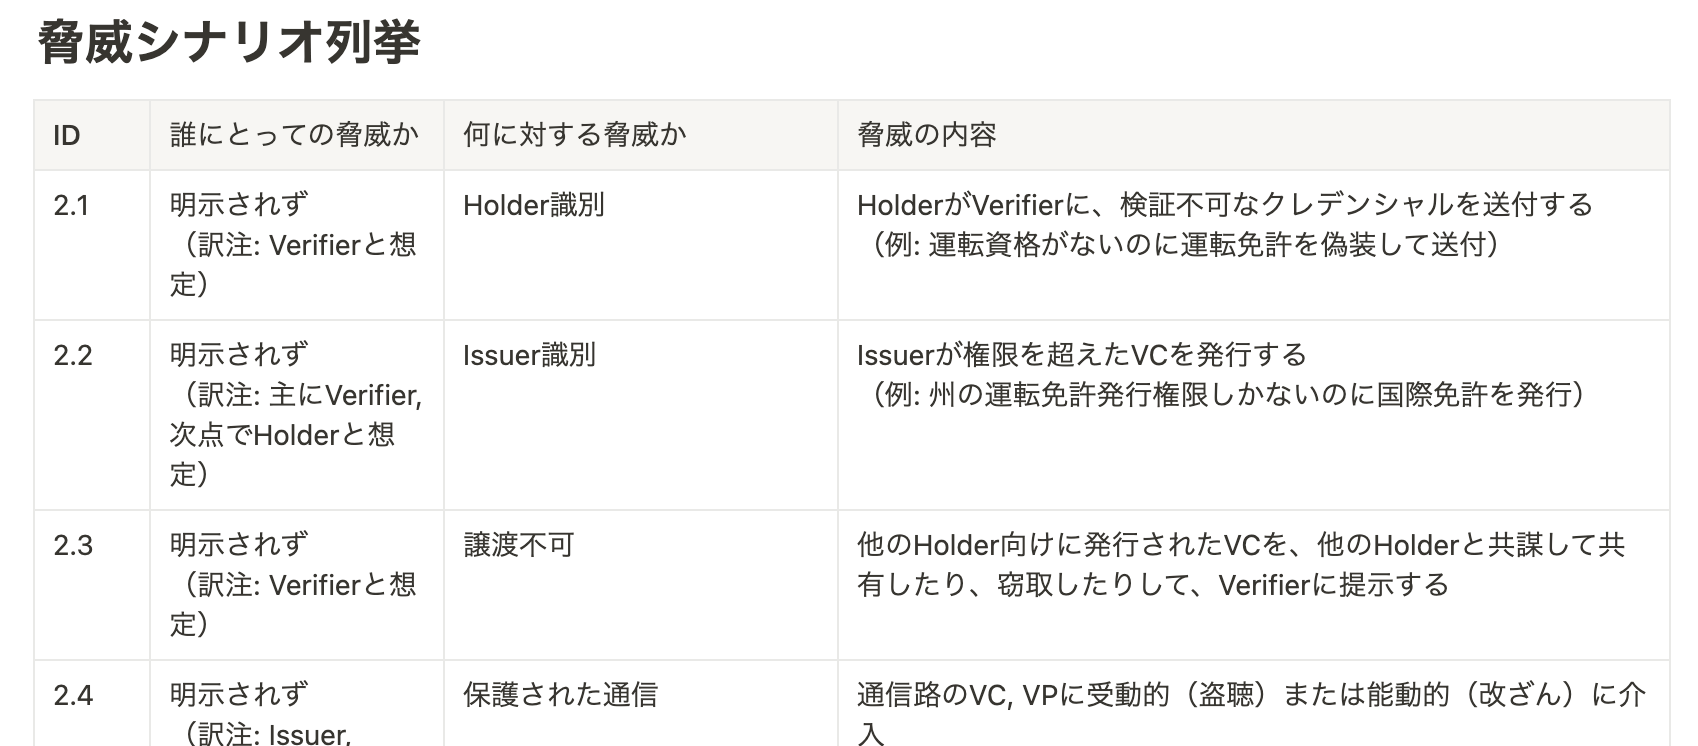 脅威シナリオ列挙
ID
誰にとっての脅威か
何に対する脅威か
脅威の内容
2.1
明示されず
（訳注: Verifierと想
定）
Holder識別
HolderがVerifierに、検証不可なクレデンシャルを送付する
（例: 運転資格がないのに運転免許を偽装して送付）
2.2
明示されず
（訳注: 主にVerifier,
次点でHolderと想
定）
Issuer識別
Issuerが権限を超えたVCを発行する
（例: 州の運転免許発行権限しかないのに国際免許を発行）
2.3
明示されず
（訳注: Verifierと想
定）
譲渡不可
他のHolder向けに発行されたVCを、他のHolderと共謀して共
有したり、窃取したりして、Verifierに提示する
2.4
明示されず
（訳注: Issuer,
保護された通信
通信路のVC, VPに受動的（盗聴）または能動的（改ざん）に介
入